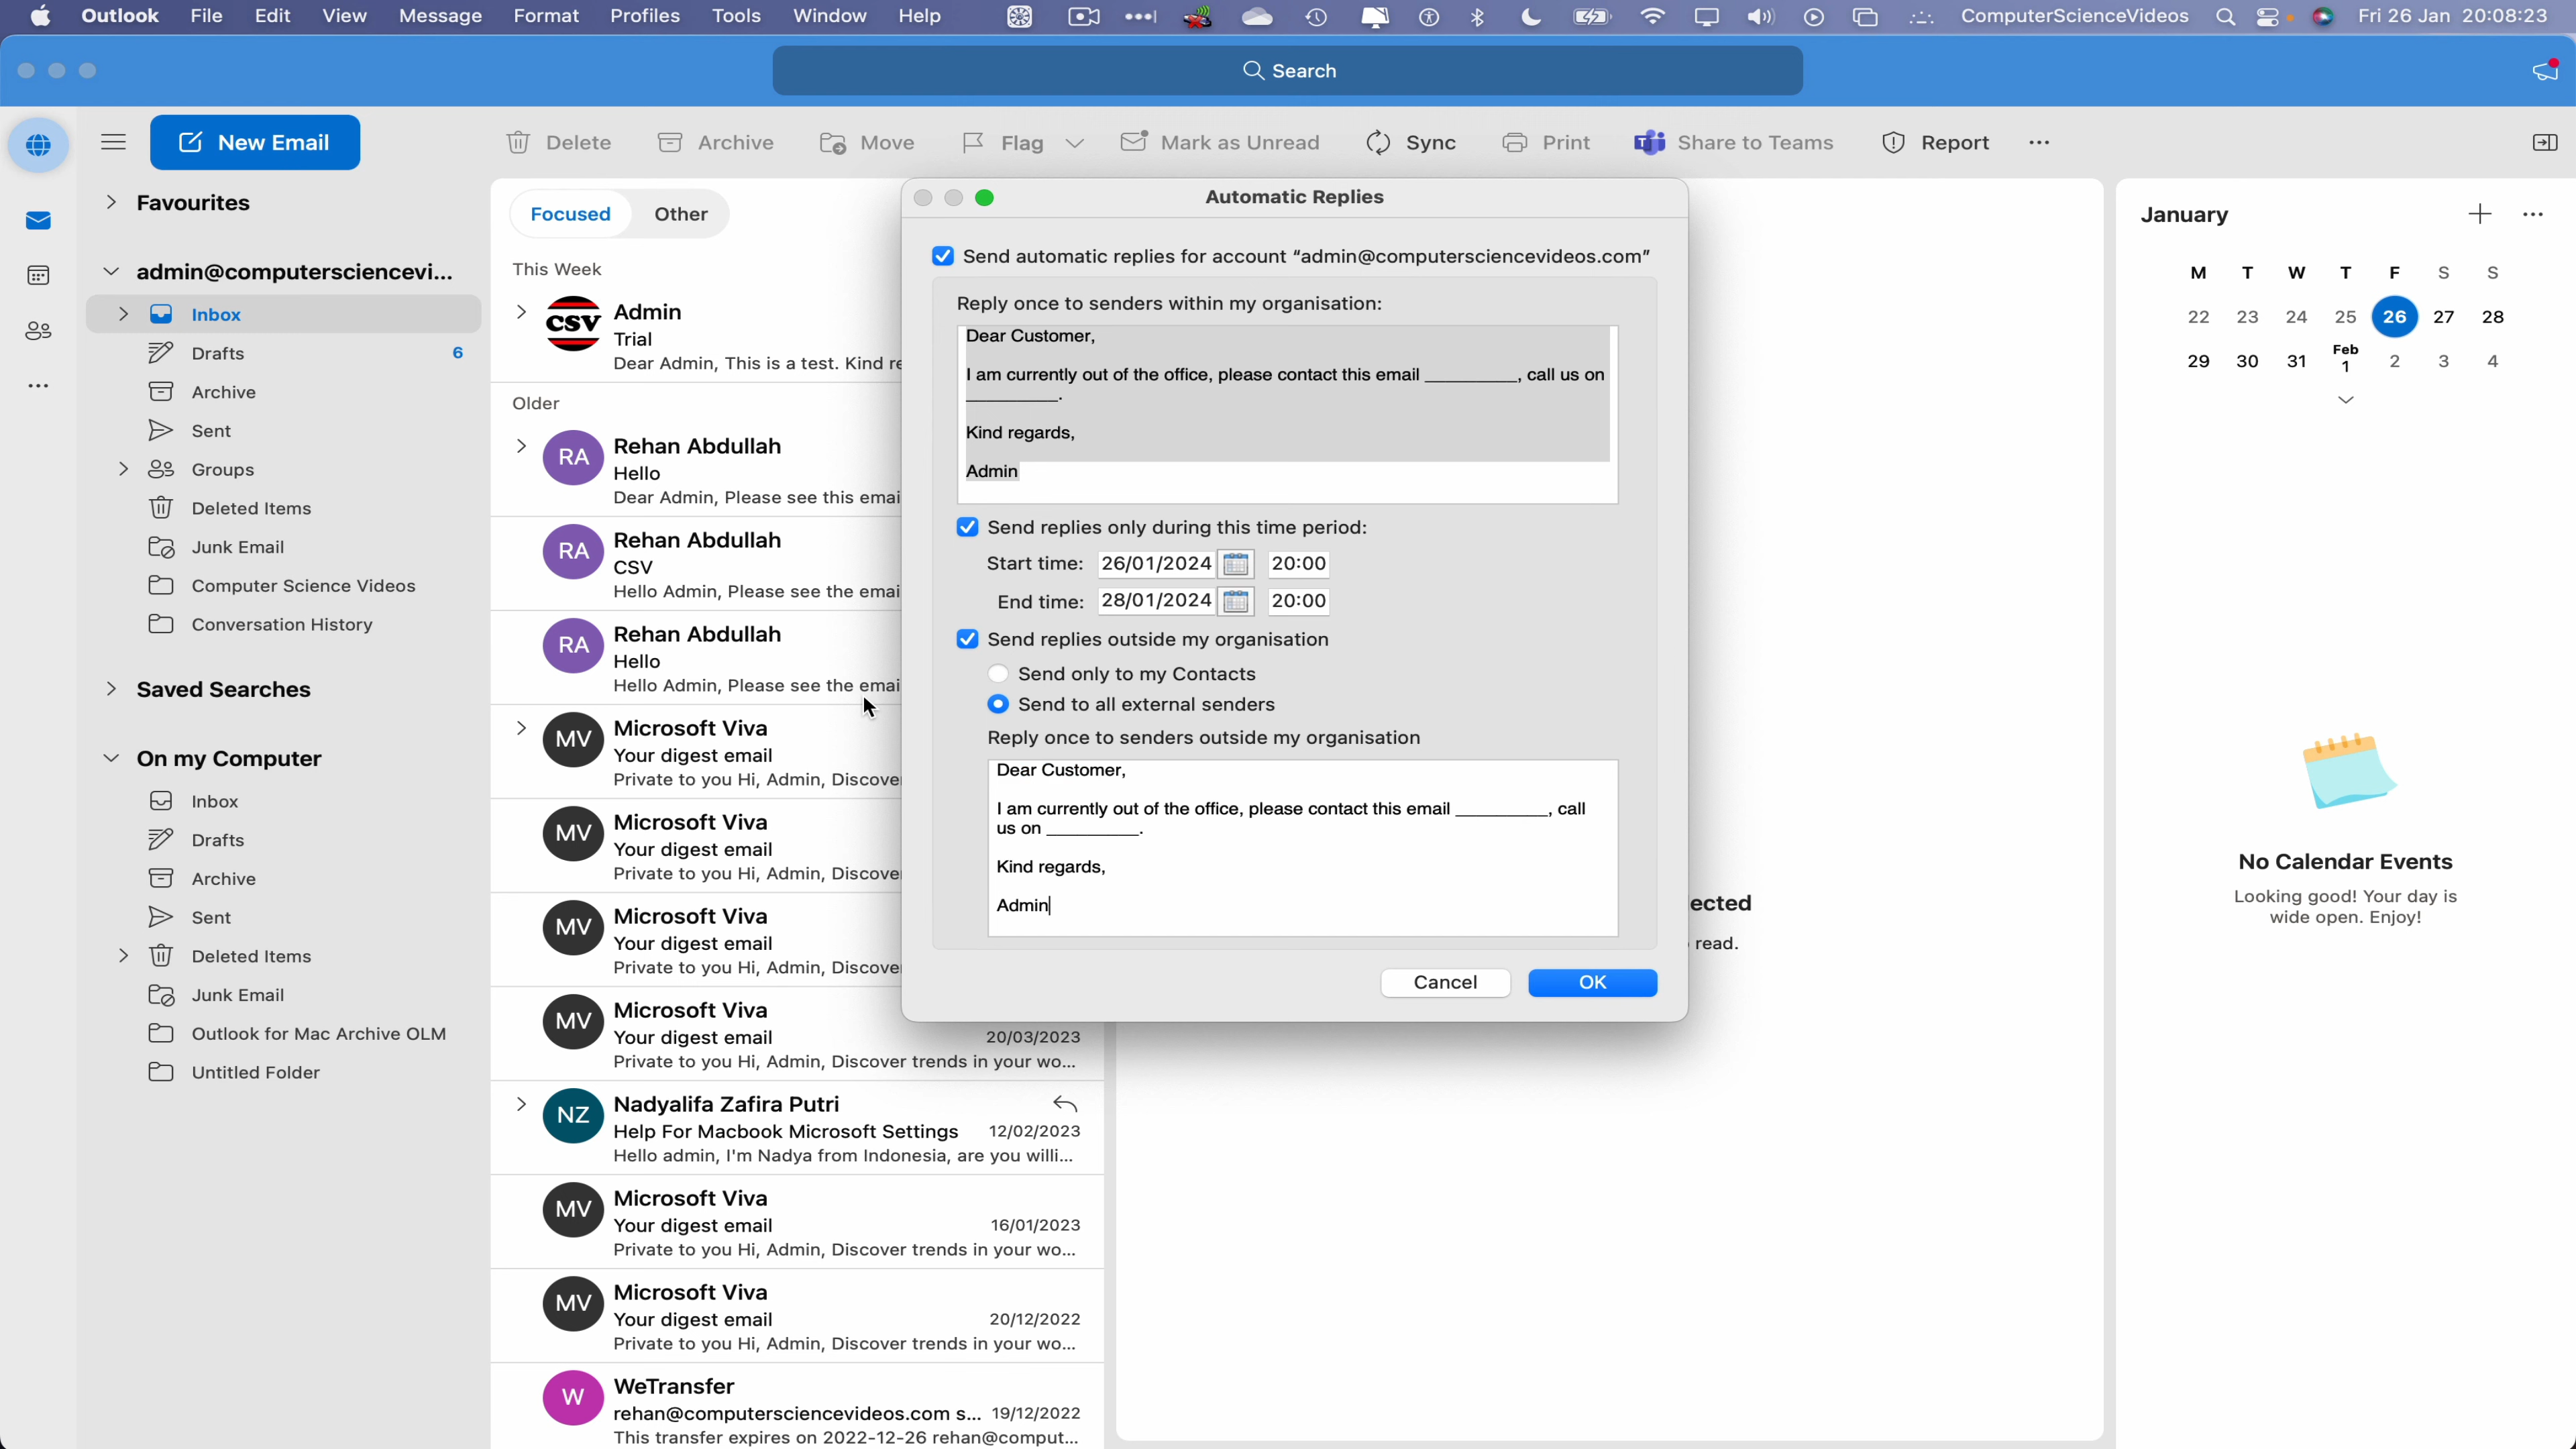 Outlook File Edit View Message Format Profiles Tools Window Help ComputerScienceVideos Fri 26 Jan 20:08:23
Search
New Email Delete Archive Move Flag Mark as Unread Sync Print Share to Teams Report
Favourites
admin@computersciencevi...
Inbox
Drafts 6
Archive
Sent
Groups
Deleted Items
Junk Email
Computer Science Videos
Conversation History
Saved Searches
On my Computer
Inbox
Drafts
Archive
Sent
Deleted Items
Junk Email
Outlook for Mac Archive OLM
Untitled Folder
Focused Other
This Week
CSV
Admin
Trial
Dear Admin, This is a test. Kind re
Older
RA
Rehan Abdullah
Hello
Dear Admin, Please see this emai
RA
Rehan Abdullah
CSV
Hello Admin, Please see the emai
RA
Rehan Abdullah
Hello
Hello Admin, Please see the emai
MV
Microsoft Viva
Your digest email
Private to you Hi, Admin, Discove
MV
Microsoft Viva
Your digest email
Private to you Hi, Admin, Discove
MV
Microsoft Viva
Your digest email
Private to you Hi, Admin, Discove
MV
Microsoft Viva
Your digest email 20/03/2023
Private to you Hi, Admin, Discover trends in your wo...
NZ
Nadyalifa Zafira Putri
Help For Macbook Microsoft Settings 12/02/2023
Hello admin, I'm Nadya from Indonesia, are you willi...
MV
Microsoft Viva
Your digest email 16/01/2023
Private to you Hi, Admin, Discover trends in your wo...
MV
Microsoft Viva
Your digest email 20/12/2022
Private to you Hi, Admin, Discover trends in your wo...
W
WeTransfer
rehan@computersciencevideos.com s... 19/12/2022
This transfer expires on 2022-12-26 rehan@comput...
Automatic Replies
Send automatic replies for account “admin@computersciencevideos.com”
Reply once to senders within my organisation:
Dear Customer,
I am currently out of the office, please contact this email __________, call us on
__________.
Kind regards,
Admin
Send replies only during this time period:
Start time: 26/01/2024 20:00
End time: 28/01/2024 20:00
Send replies outside my organisation
Send only to my Contacts
Send to all external senders
Reply once to senders outside my organisation
Dear Customer,
I am currently out of the office, please contact this email __________, call
us on __________.
Kind regards,
Admin
Cancel OK
ected
read.
January
M T W T F S S
22 23 24 25 26 27 28
29 30 31 Feb 1 2 3 4
No Calendar Events
Looking good! Your day is
wide open. Enjoy!